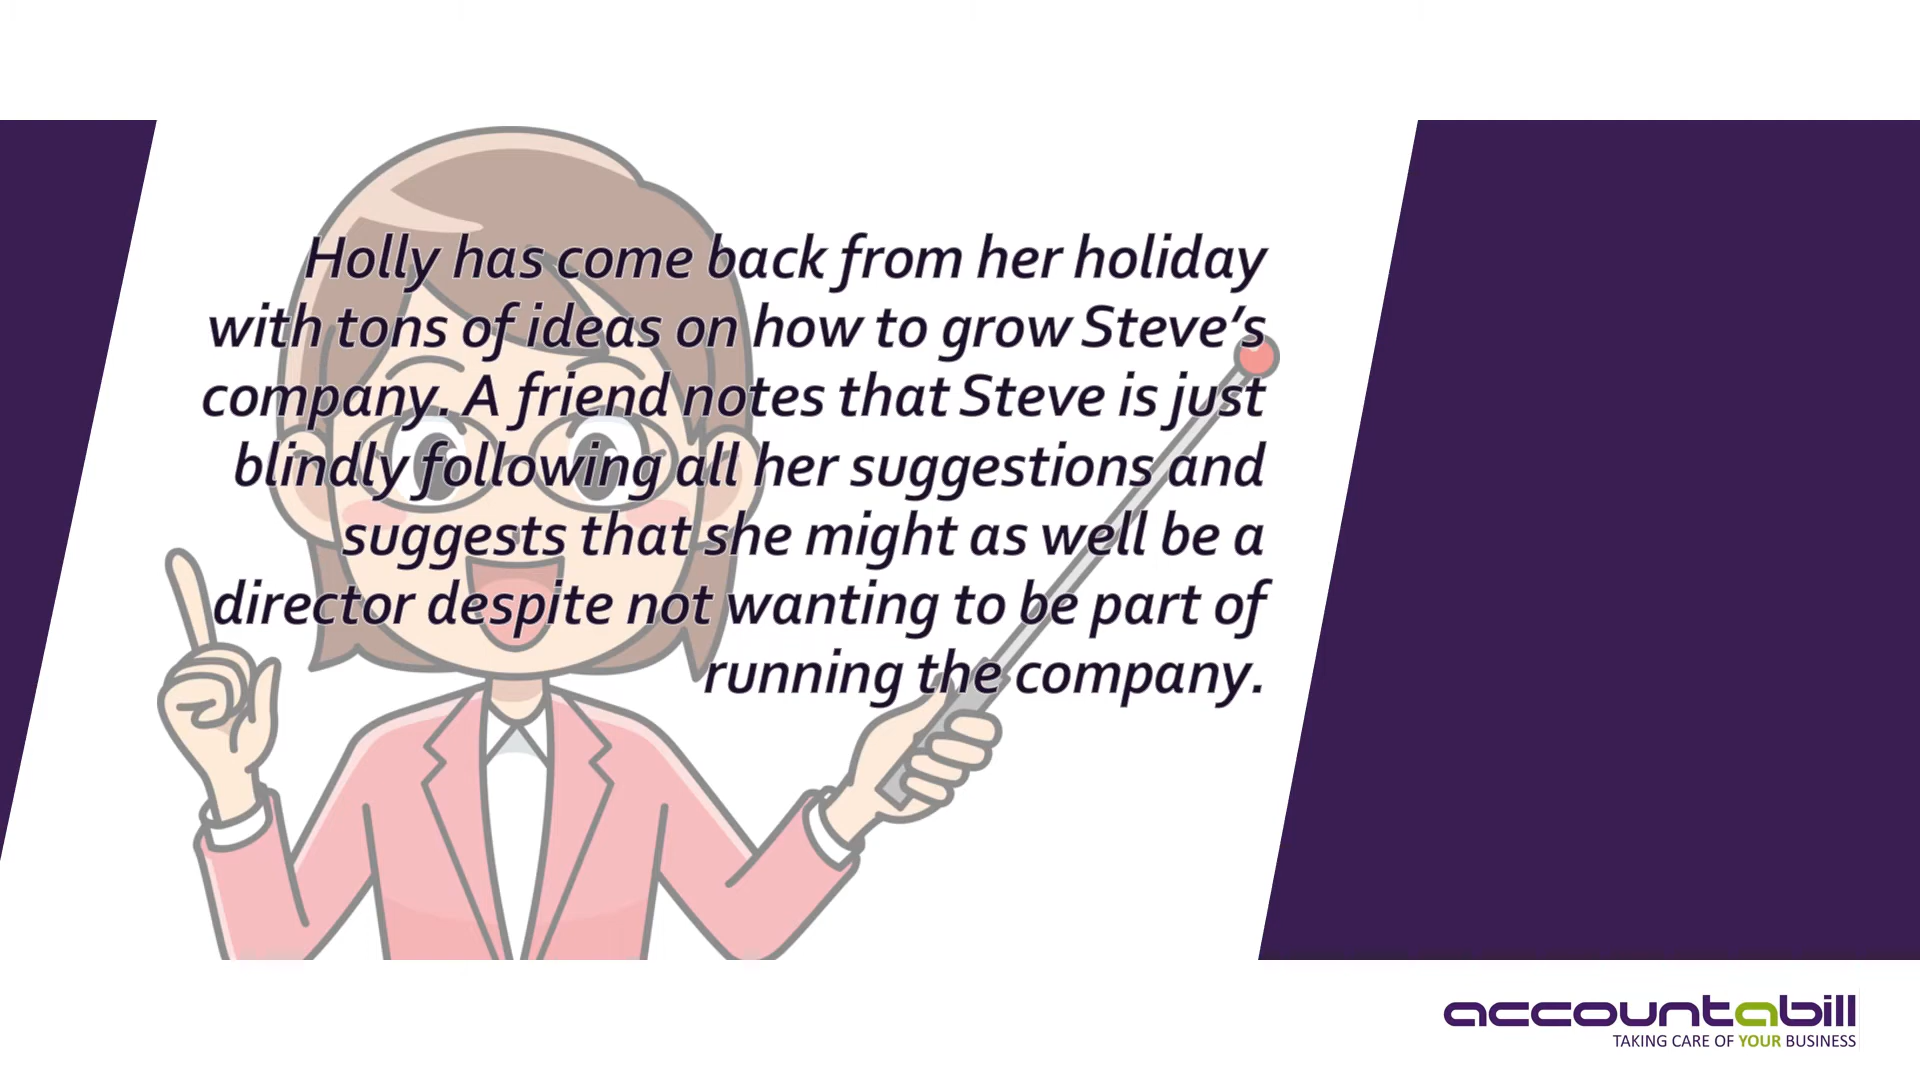 Holly has come back from her holiday
with tons of ideas on how to grow Steve’s
company. A friend notes that Steve is just
blindly following all her suggestions and
suggests that she might as well be a
director despite not wanting to be part of
running the company.
accountabill
TAKING CARE OF YOUR BUSINESS